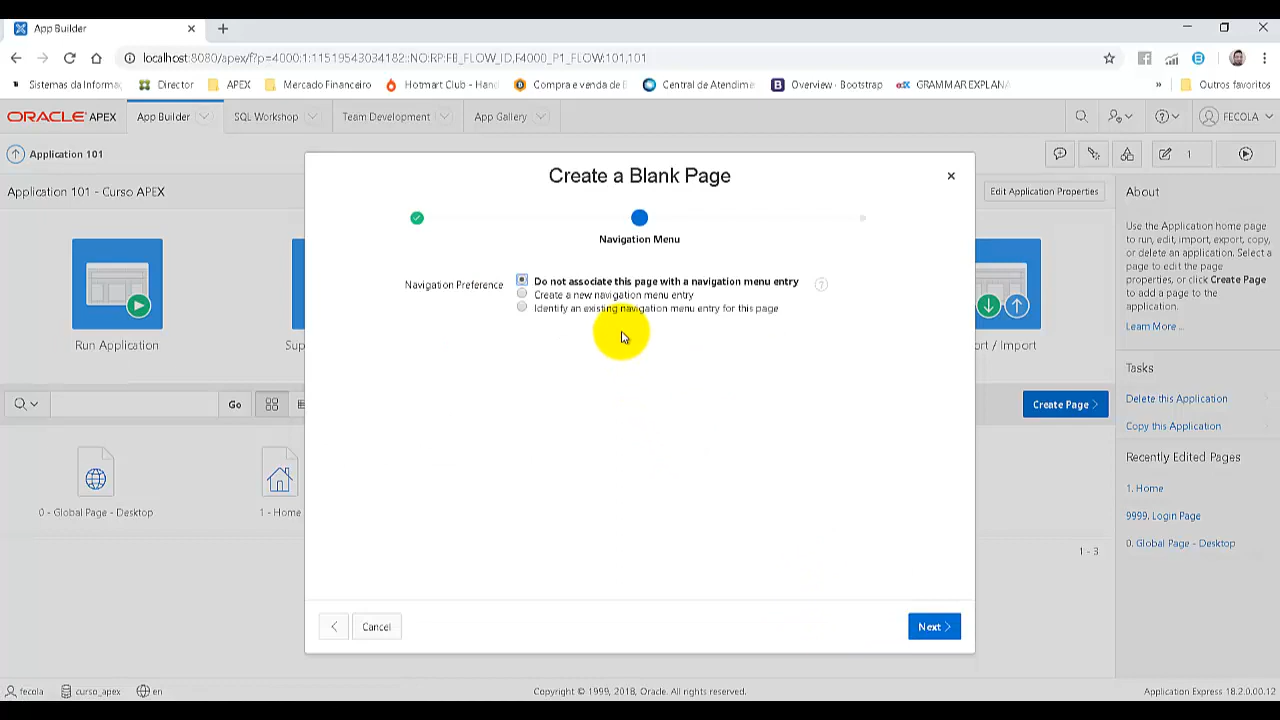 App Builder
localhost:8080/apex/f?p=4000:1:11519543034182::NO:RP:FB_FLOW_ID,F4000_P1_FLOW:101,101
Sistemas da Informaç
Director
APEX
Mercado Financeiro
Hotmart Club - Hand
Compra e venda de E
Central de Atendime
Overview · Bootstrap
GRAMMAR EXPLANA
»
Outros favoritos
ORACLE APEX
App Builder
SQL Workshop
Team Development
App Gallery
FECOLA
Application 101
1
Application 101 - Curso APEX
Edit Application Properties
Run Application
Sup
ort / Import
Create a Blank Page
Navigation Menu
Navigation Preference
Do not associate this page with a navigation menu entry
Create a new navigation menu entry
Identify an existing navigation menu entry for this page
Cancel
Next
Go
Create Page
0 - Global Page - Desktop
1 - Home
1 - 3
About
Use the Application home page
to run, edit, import, export, copy,
or delete an application. Select a
page to edit the page
properties, or click Create Page
to add a page to the
application.
Learn More ...
Tasks
Delete this Application
Copy this Application
Recently Edited Pages
1. Home
9999. Login Page
0. Global Page - Desktop
fecola
curso_apex
en
Copyright © 1999, 2018, Oracle. All rights reserved.
Application Express 18.2.0.00.12